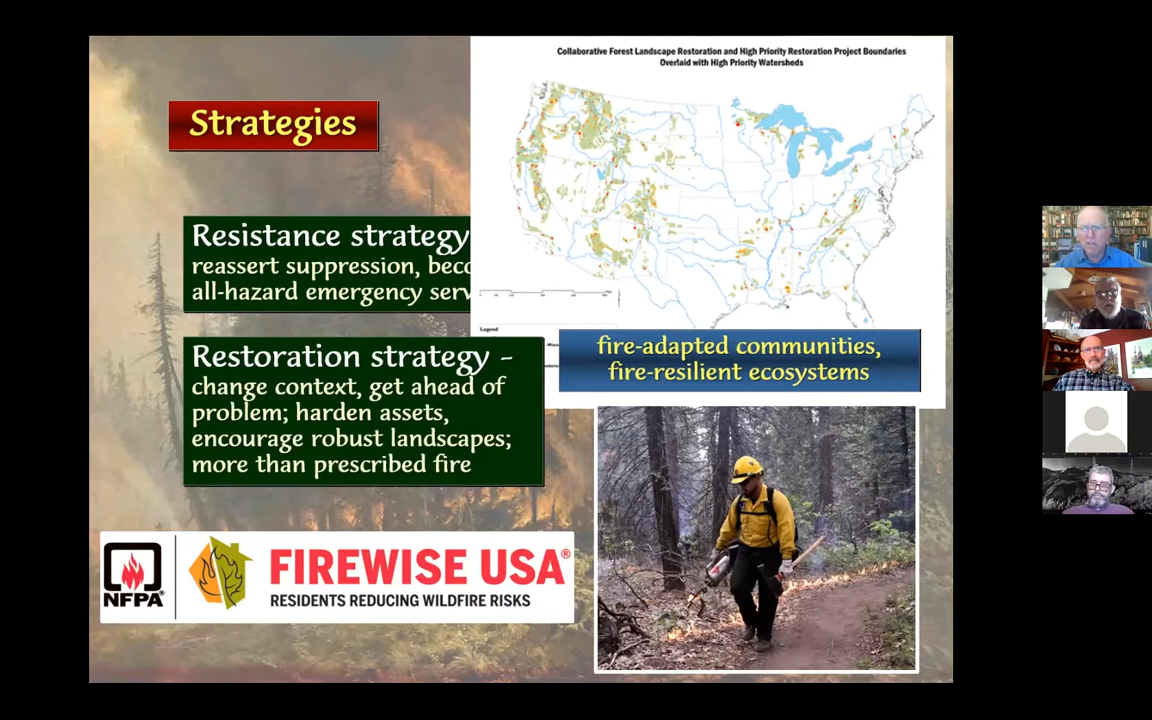 Collaborative Forest Landscape Restoration and High Priority Restoration Project Boundaries
Overlaid with High Priority Watersheds
Strategies
Resistance strategy
reassert suppression, bec
all-hazard emergency serv
Legend
Restoration strategy –
change context, get ahead of
problem; harden assets,
encourage robust landscapes;
more than prescribed fire
fire-adapted communities,
fire-resilient ecosystems
NFPA®
FIREWISE USA®
RESIDENTS REDUCING WILDFIRE RISKS